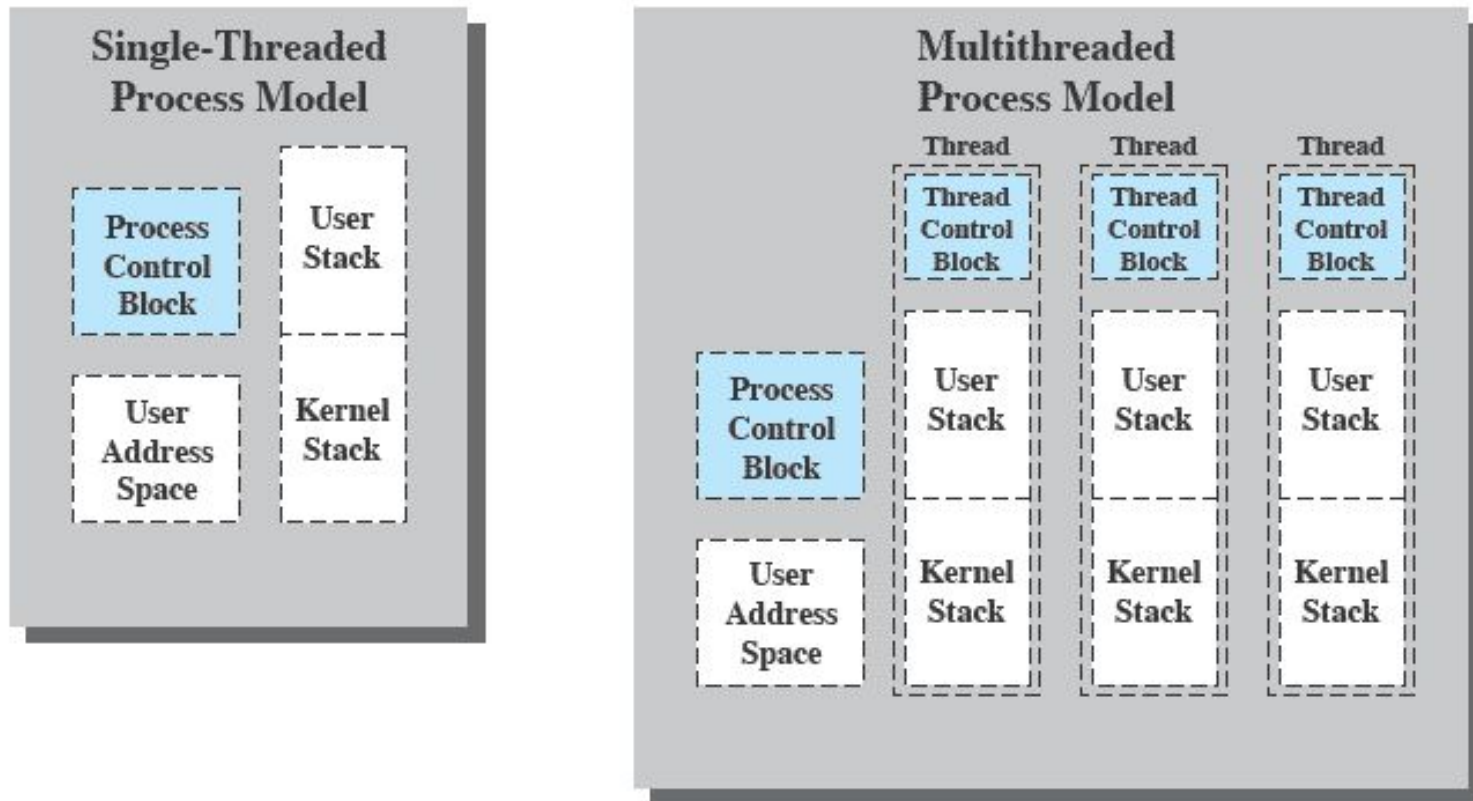 Single-Threaded
Process Model
Process
Control
Block
User
Address
Space
User
Stack
Kernel
Stack
Multithreaded
Process Model
Process
Control
Block
User
Address
Space
Thread
Thread
Control
Block
User
Stack
Kernel
Stack
Thread
Thread
Control
Block
User
Stack
Kernel
Stack
Thread
Thread
Control
Block
User
Stack
Kernel
Stack